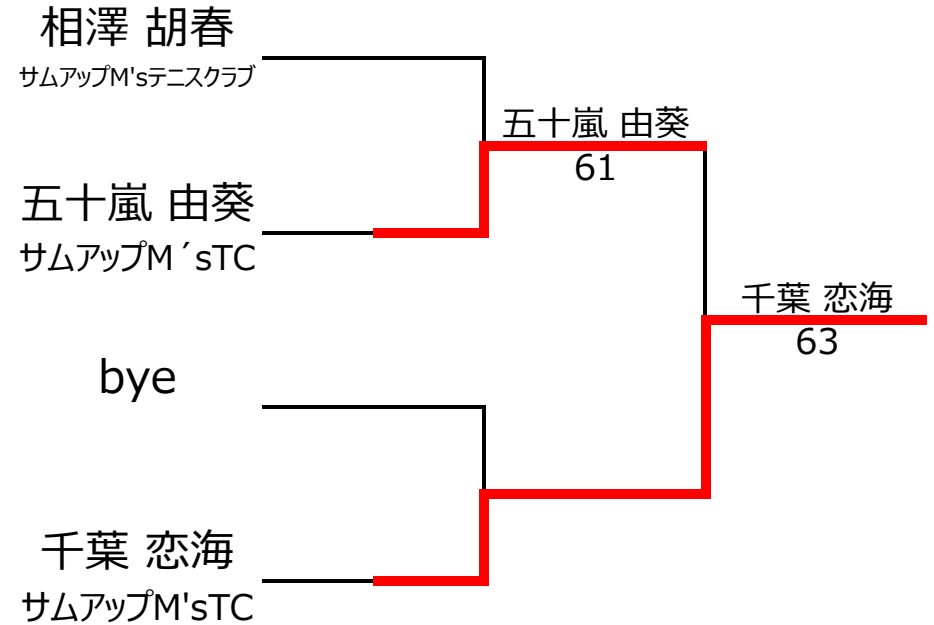 相澤 胡春
サムアップM'sテニスクラブ
五十嵐 由葵
61
五十嵐 由葵
サムアップM´sTC
千葉 恋海
63
bye
千葉 恋海
サムアップM'sTC